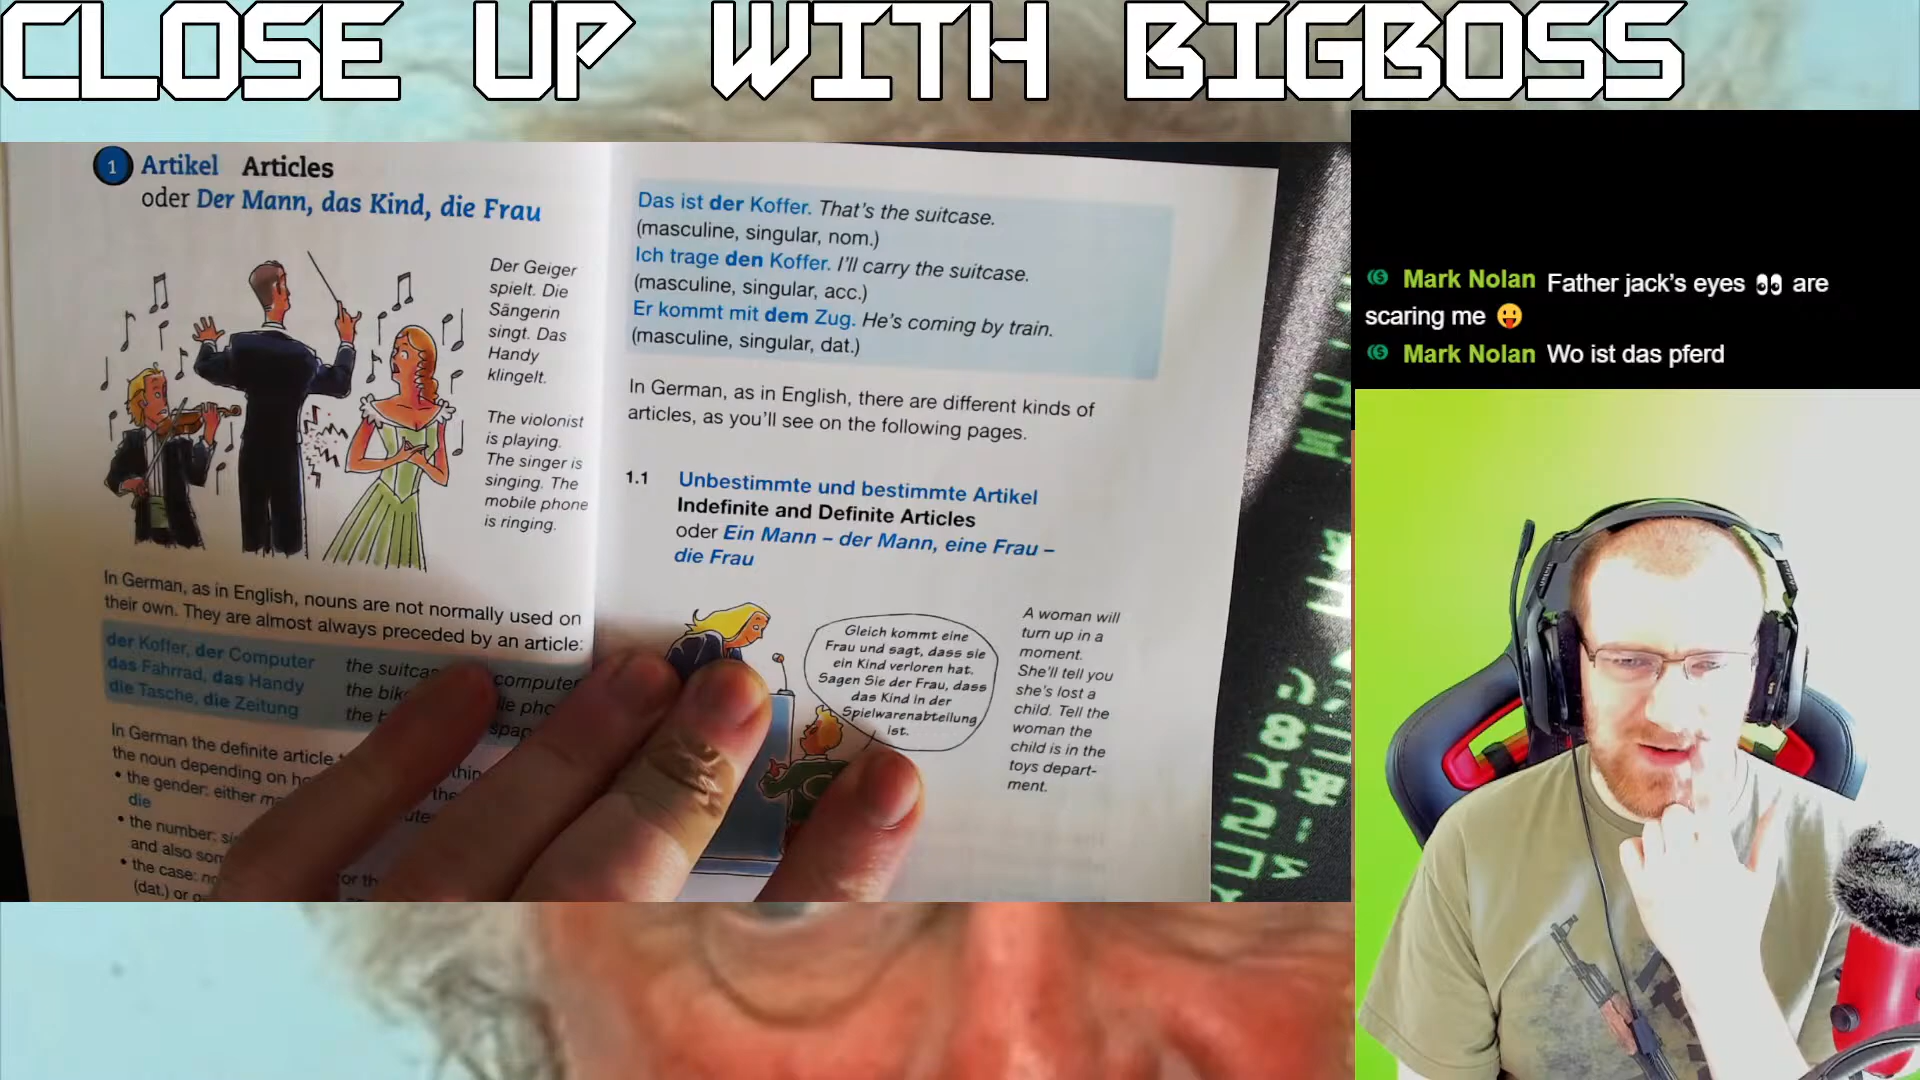 CLOSE UP WITH BIGBOSS
1 Artikel Articles
oder Der Mann, das Kind, die Frau
Der Geiger
spielt. Die
Sängerin
singt. Das
Handy
klingelt.
The violonist
is playing.
The singer is
singing. The
mobile phone
is ringing.
In German, as in English, nouns are not normally used on
their own. They are almost always preceded by an article:
der Koffer, der Computer
das Fahrrad, das Handy
die Tasche, die Zeitung
the computer
the
the
In German the definite article
the noun depending on
• the gender: either
die
• the number:
and also
• the case:
(dat.) or
Das ist der Koffer. That's the suitcase.
(masculine, singular, nom.)
Ich trage den Koffer. I'll carry the suitcase.
(masculine, singular, acc.)
Er kommt mit dem Zug. He's coming by train.
(masculine, singular, dat.)
In German, as in English, there are different kinds of
articles, as you'll see on the following pages.
1.1 Unbestimmte und bestimmte Artikel
Indefinite and Definite Articles
oder Ein Mann – der Mann, eine Frau –
die Frau
Gleich kommt eine
Frau und sagt, dass sie
ein Kind verloren hat.
Sagen Sie der Frau, dass
das Kind in der
Spielwarenabteilung
ist.
A woman will
turn up in a
moment.
She'll tell you
she's lost a
child. Tell the
woman the
child is in the
toys depart-
ment.
Mark Nolan Father jack's eyes 👀 are
scaring me 😛
Mark Nolan Wo ist das pferd